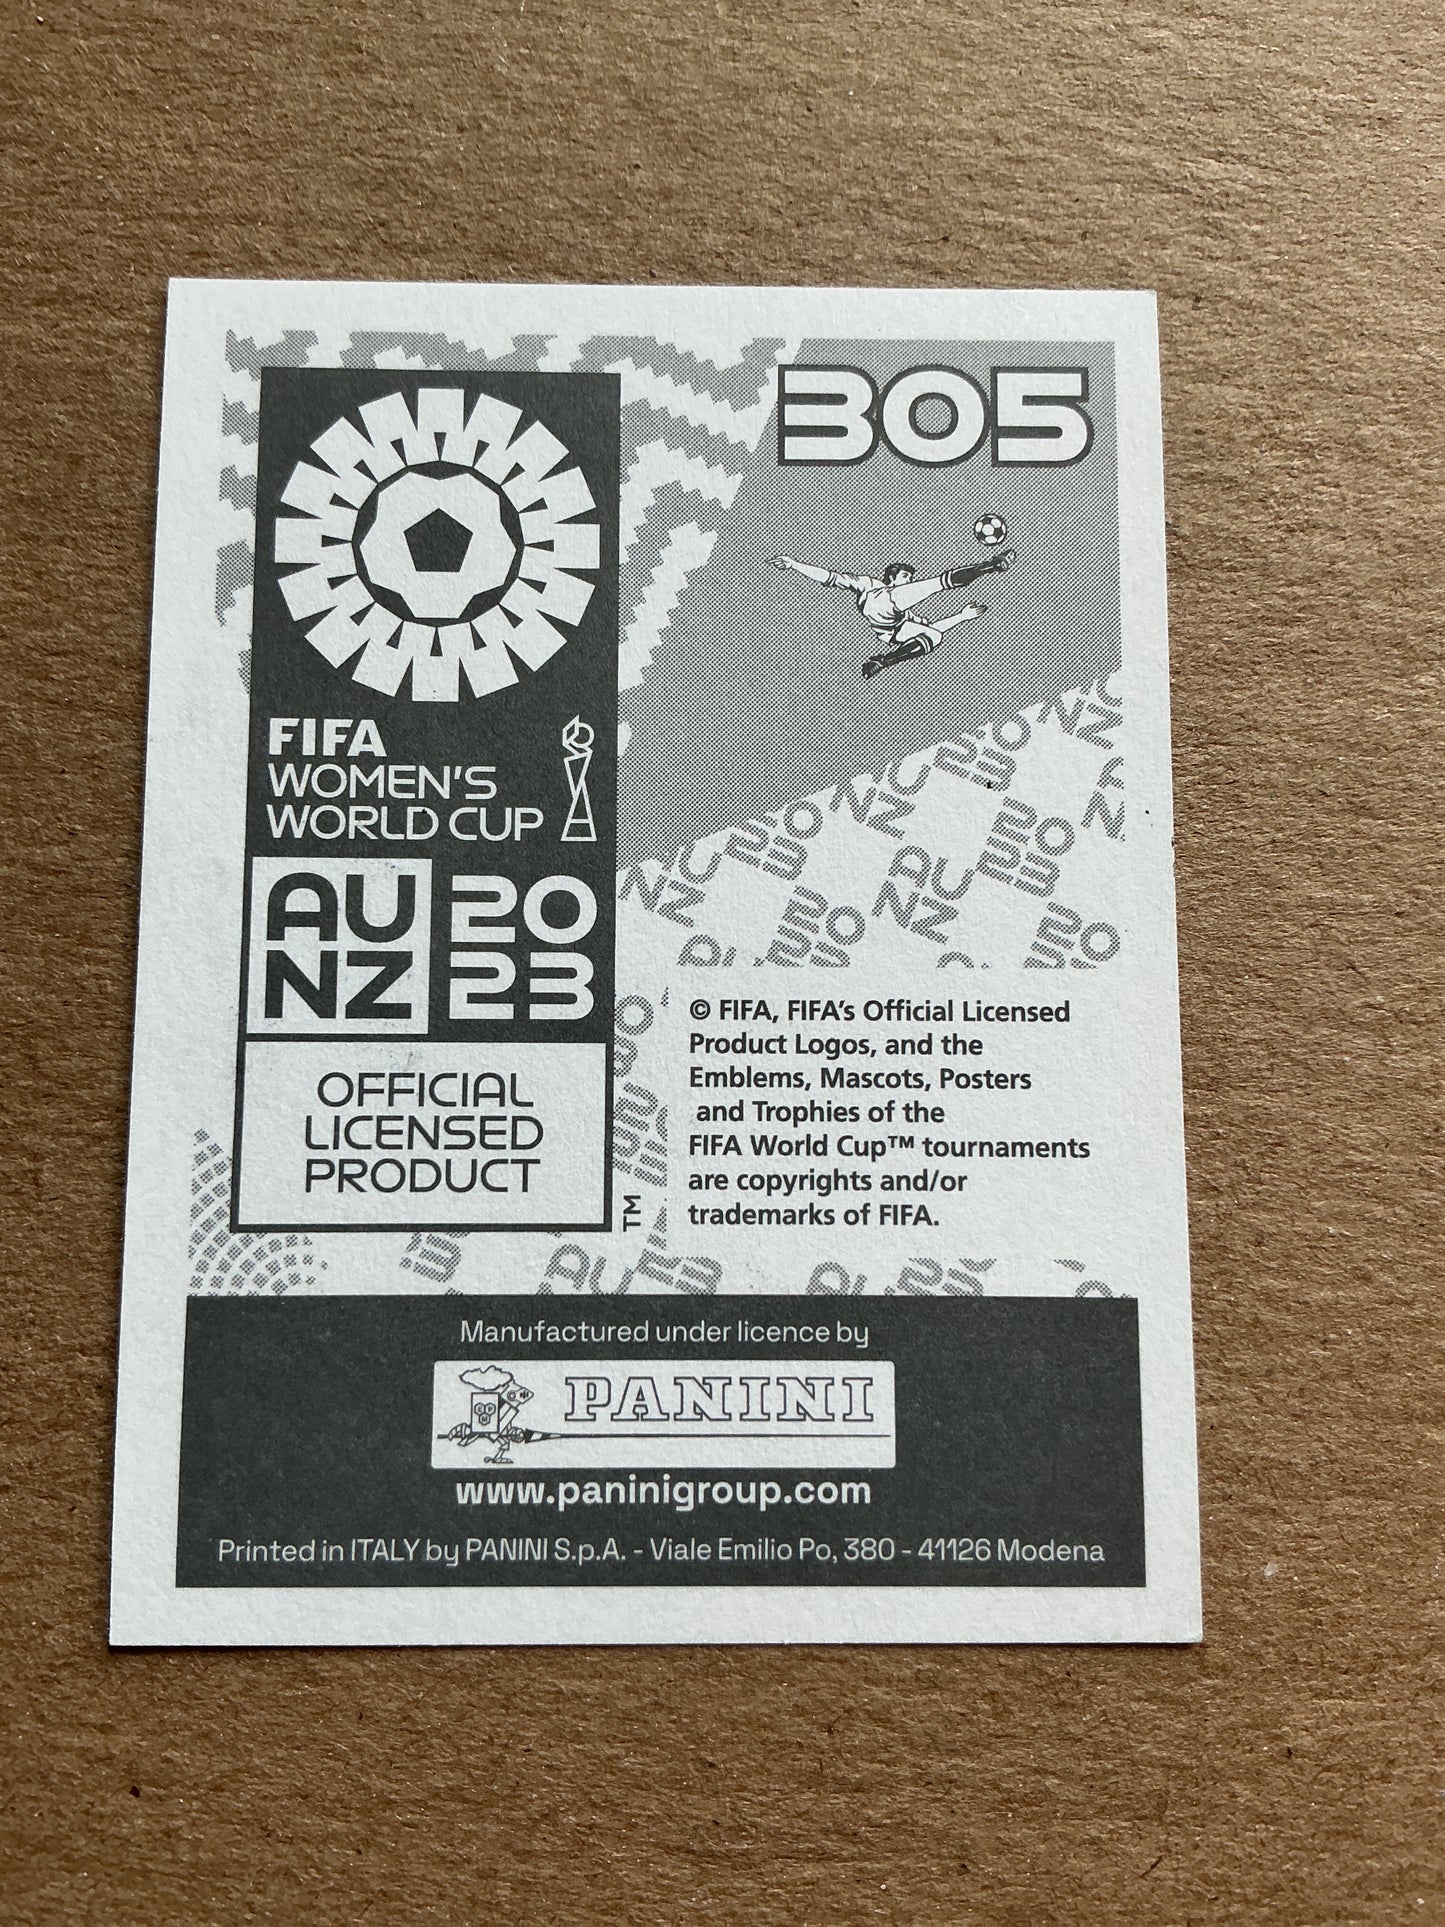 305
FIFA
WOMEN'S
WORLD CUP
AU
NZ
20
23
OFFICIAL
LICENSED
PRODUCT
TM
© FIFA, FIFA's Official Licensed
Product Logos, and the
Emblems, Mascots, Posters
and Trophies of the
FIFA World Cup™ tournaments
are copyrights and/or
trademarks of FIFA.
Manufactured under licence by
PANINI
www.paninigroup.com
Printed in ITALY by PANINI S.p.A. - Viale Emilio Po, 380 - 41126 Modena